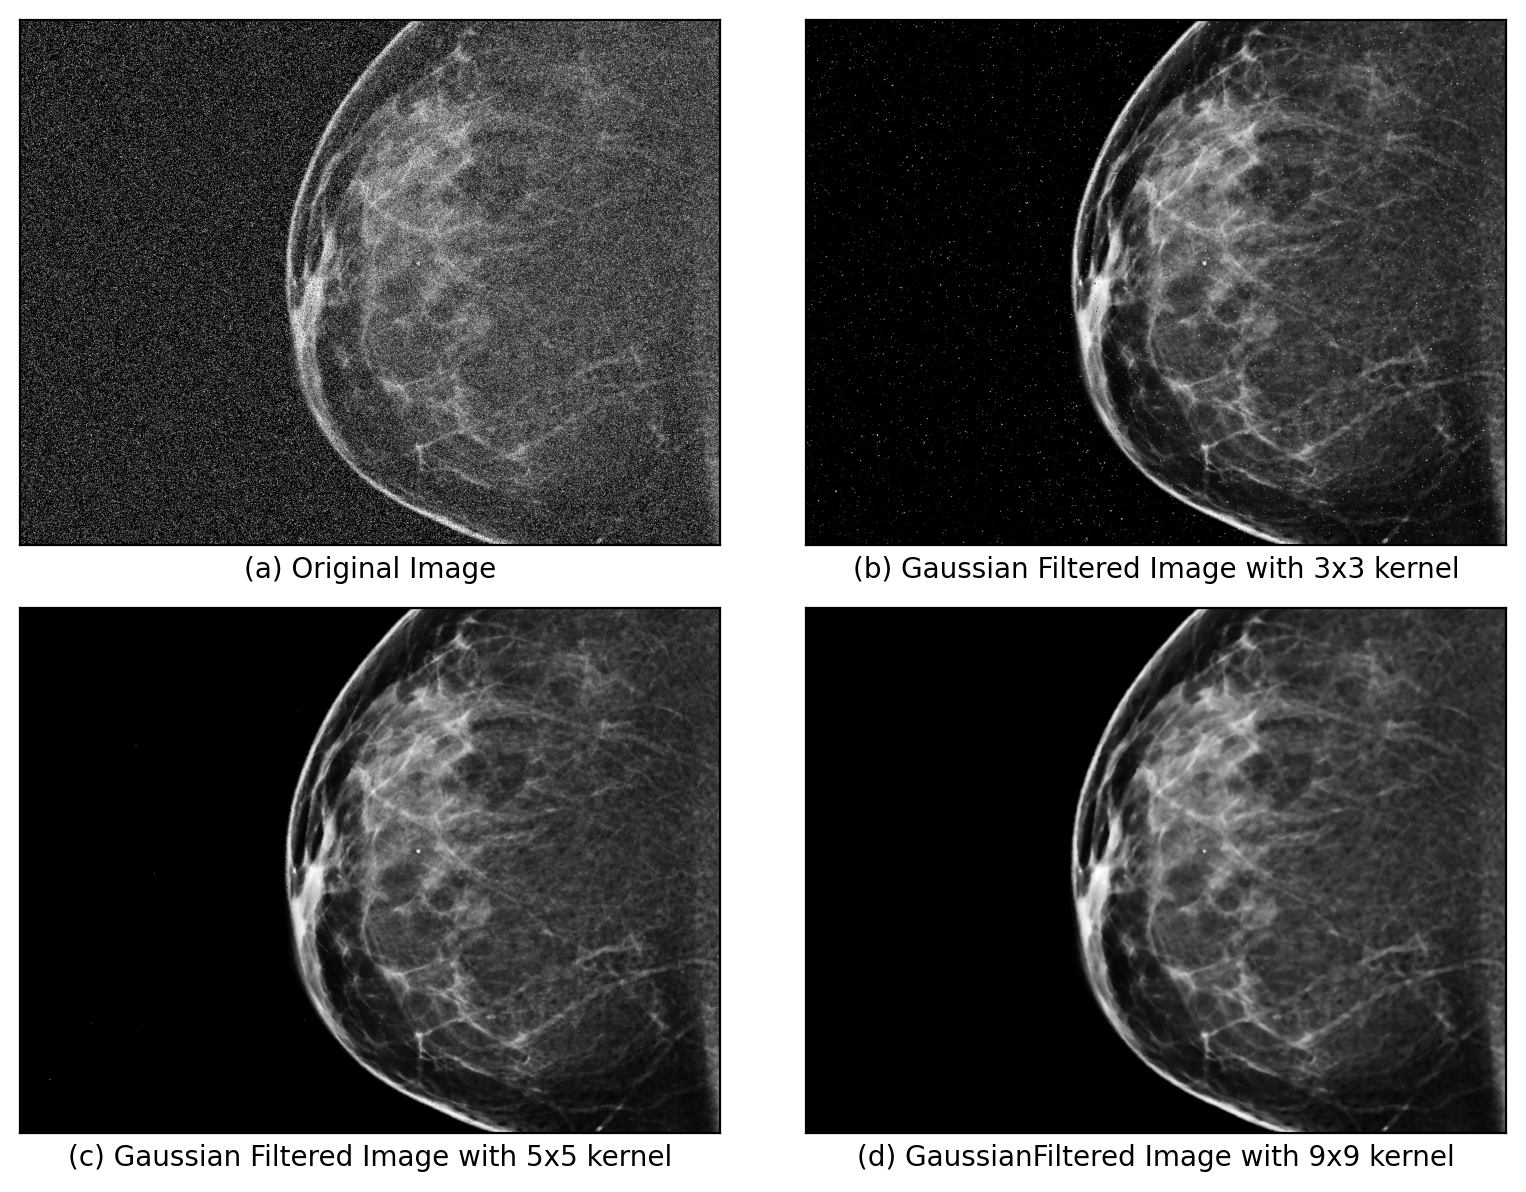 (a) Original Image
(b) Gaussian Filtered Image with 3x3 kernel
(c) Gaussian Filtered Image with 5x5 kernel
(d) GaussianFiltered Image with 9x9 kernel